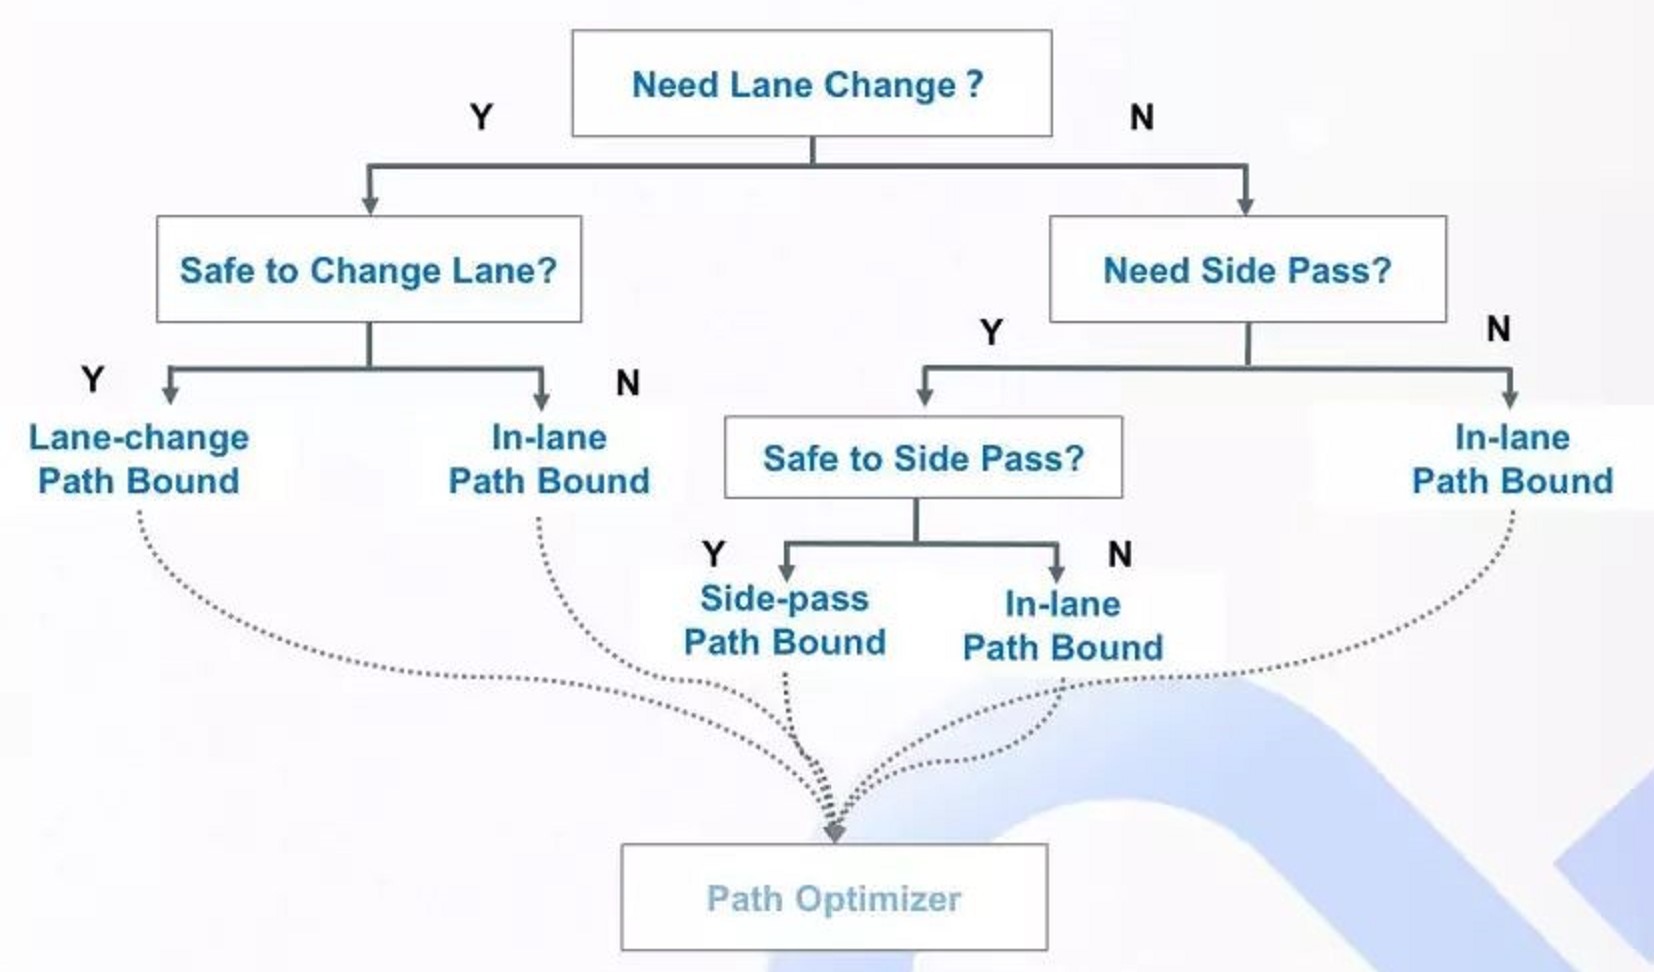 Need Lane Change ?
Y
N
Safe to Change Lane?
Need Side Pass?
Y
N
Y
N
Lane-change
Path Bound
In-lane
Path Bound
Safe to Side Pass?
In-lane
Path Bound
Y
N
Side-pass
Path Bound
In-lane
Path Bound
Path Optimizer